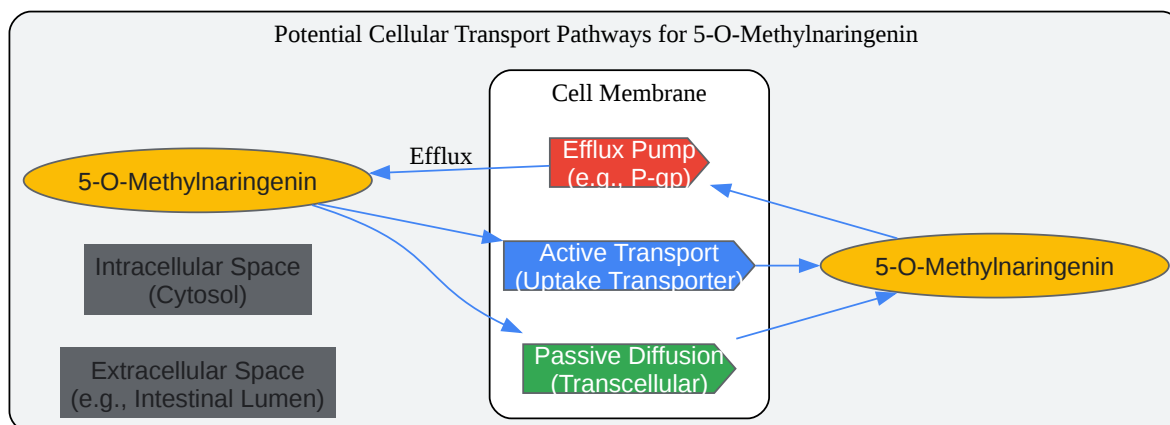 Potential Cellular Transport Pathways for 5-O-Methylnaringenin
Cell Membrane
Efflux
Efflux Pump
(e.g., P-gp)
5-O-Methylnaringenin
Active Transport
(Uptake Transporter)
5-O-Methylnaringenin
Intracellular Space
(Cytosol)
Passive Diffusion
(Transcellular)
Extracellular Space
(e.g., Intestinal Lumen)